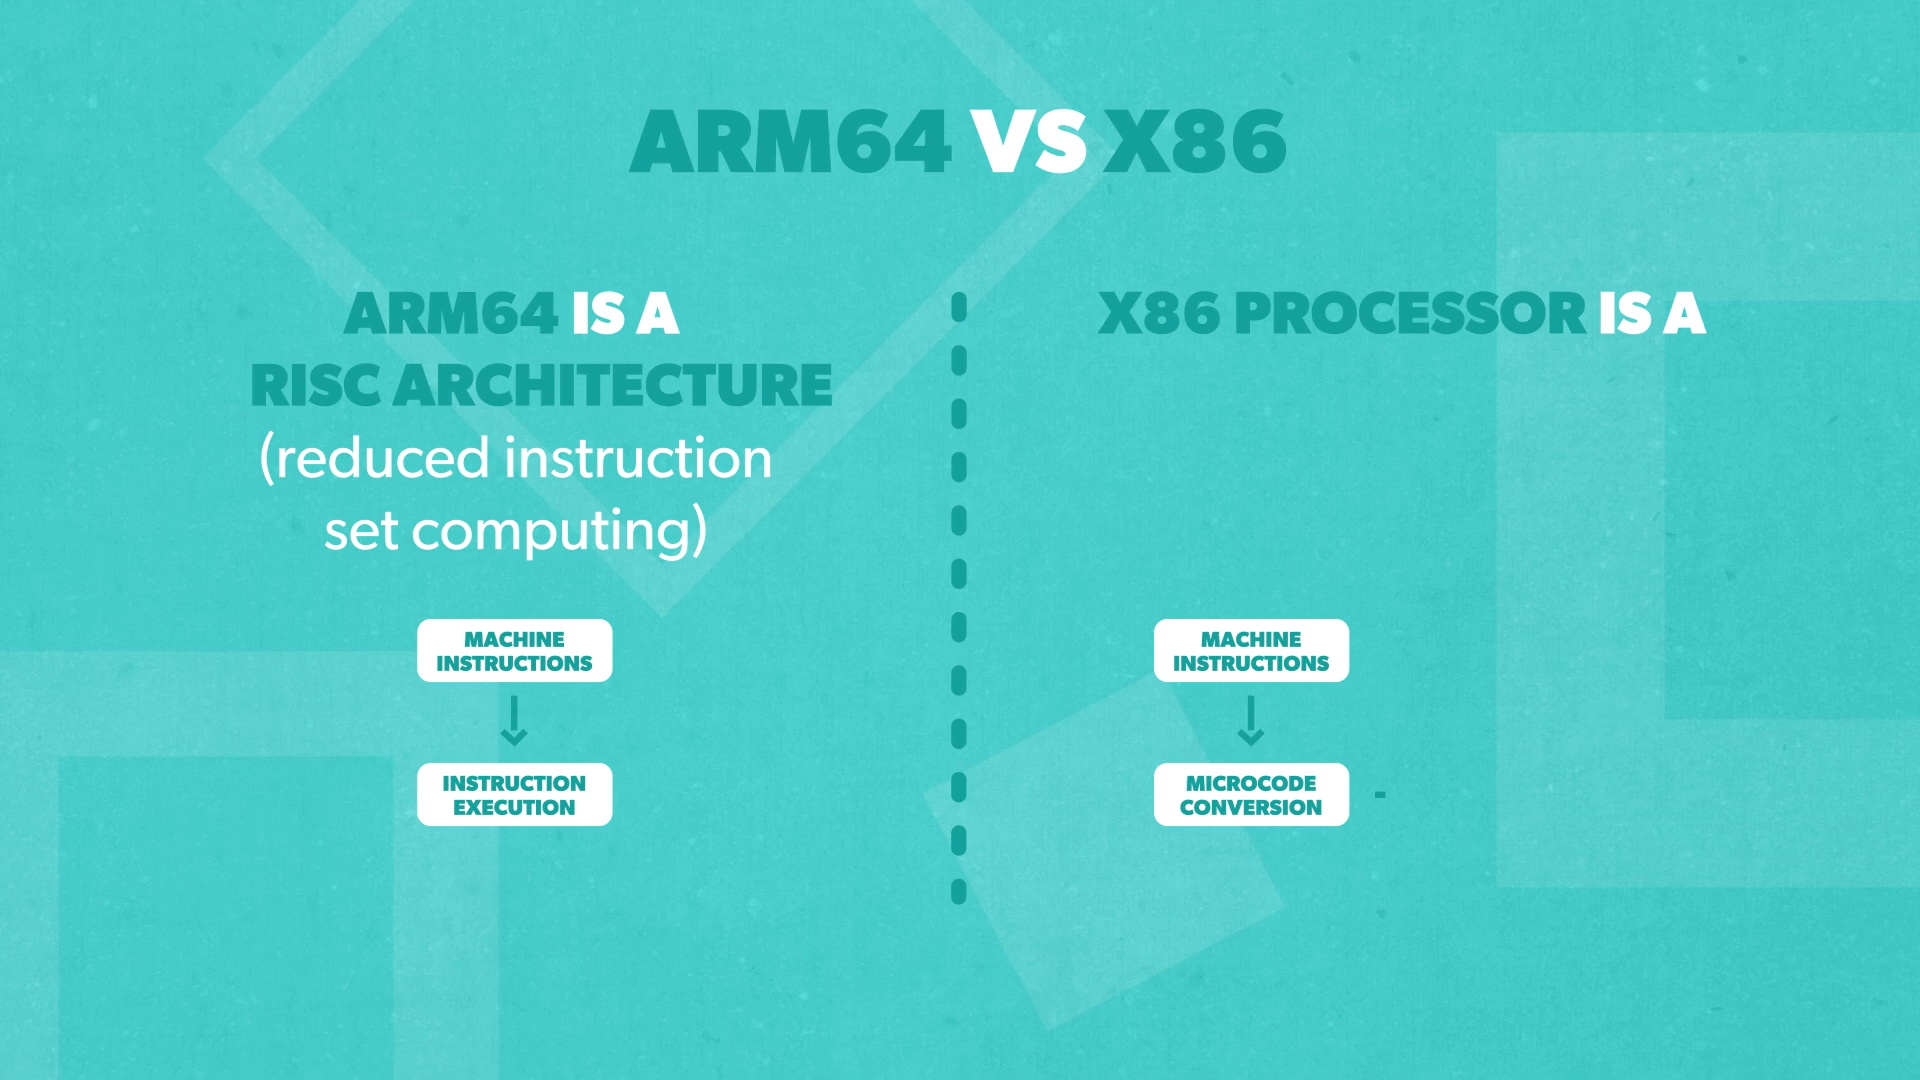 ARM64 VS X86
ARM64 IS A
RISC ARCHITECTURE
(reduced instruction
set computing)
MACHINE
INSTRUCTIONS
INSTRUCTION
EXECUTION
X86 PROCESSOR IS A
MACHINE
INSTRUCTIONS
MICROCODE
CONVERSION